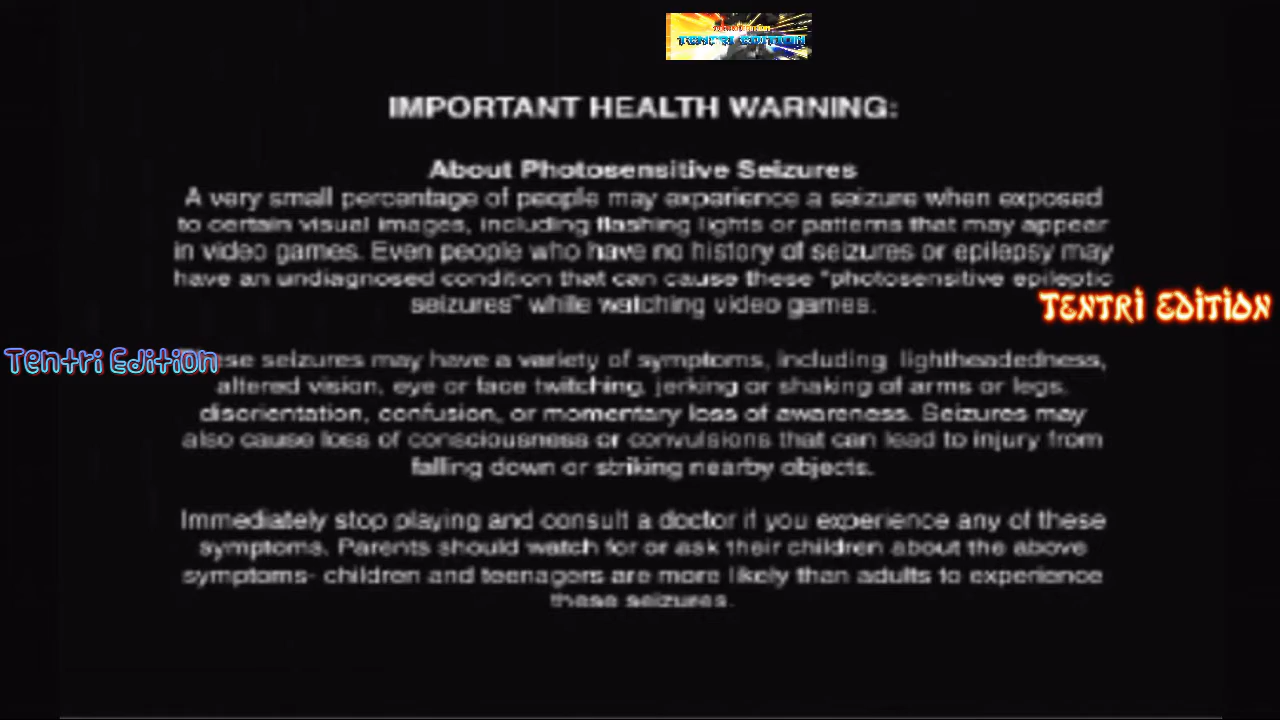 TENTRI EDITION
IMPORTANT HEALTH WARNING:
About Photosensitive Seizures
A very small percentage of people may experience a seizure when exposed
to certain visual images, including flashing lights or patterns that may appear
in video games. Even people who have no history of seizures or epilepsy may
have an undiagnosed condition that can cause these "photosensitive epileptic
seizures" while watching video games.
TENTRI EDITION
Tentri Edition
These seizures may have a variety of symptoms, including lightheadedness,
altered vision, eye or face twitching, jerking or shaking of arms or legs,
disorientation, confusion, or momentary loss of awareness. Seizures may
also cause loss of consciousness or convulsions that can lead to injury from
falling down or striking nearby objects.
Immediately stop playing and consult a doctor if you experience any of these
symptoms. Parents should watch for or ask their children about the above
symptoms- children and teenagers are more likely than adults to experience
these seizures.